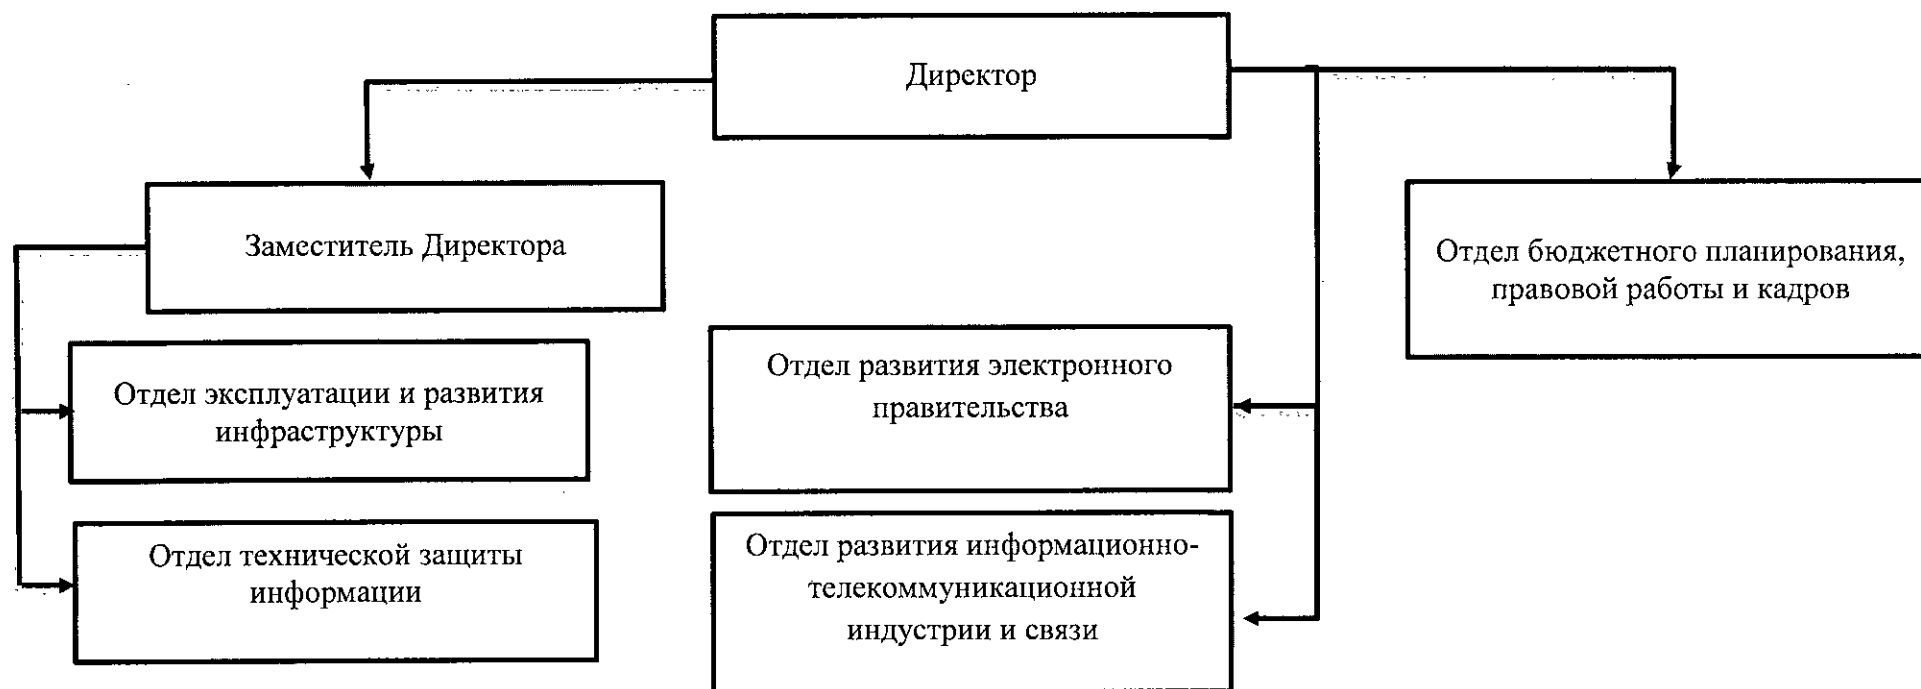 Директор
Заместитель Директора
Отдел бюджетного планирования,
правовой работы и кадров
Отдел эксплуатации и развития
инфраструктуры
Отдел развития электронного
правительства
Отдел технической защиты
информации
Отдел развития информационно-
телекоммуникационной
индустрии и связи